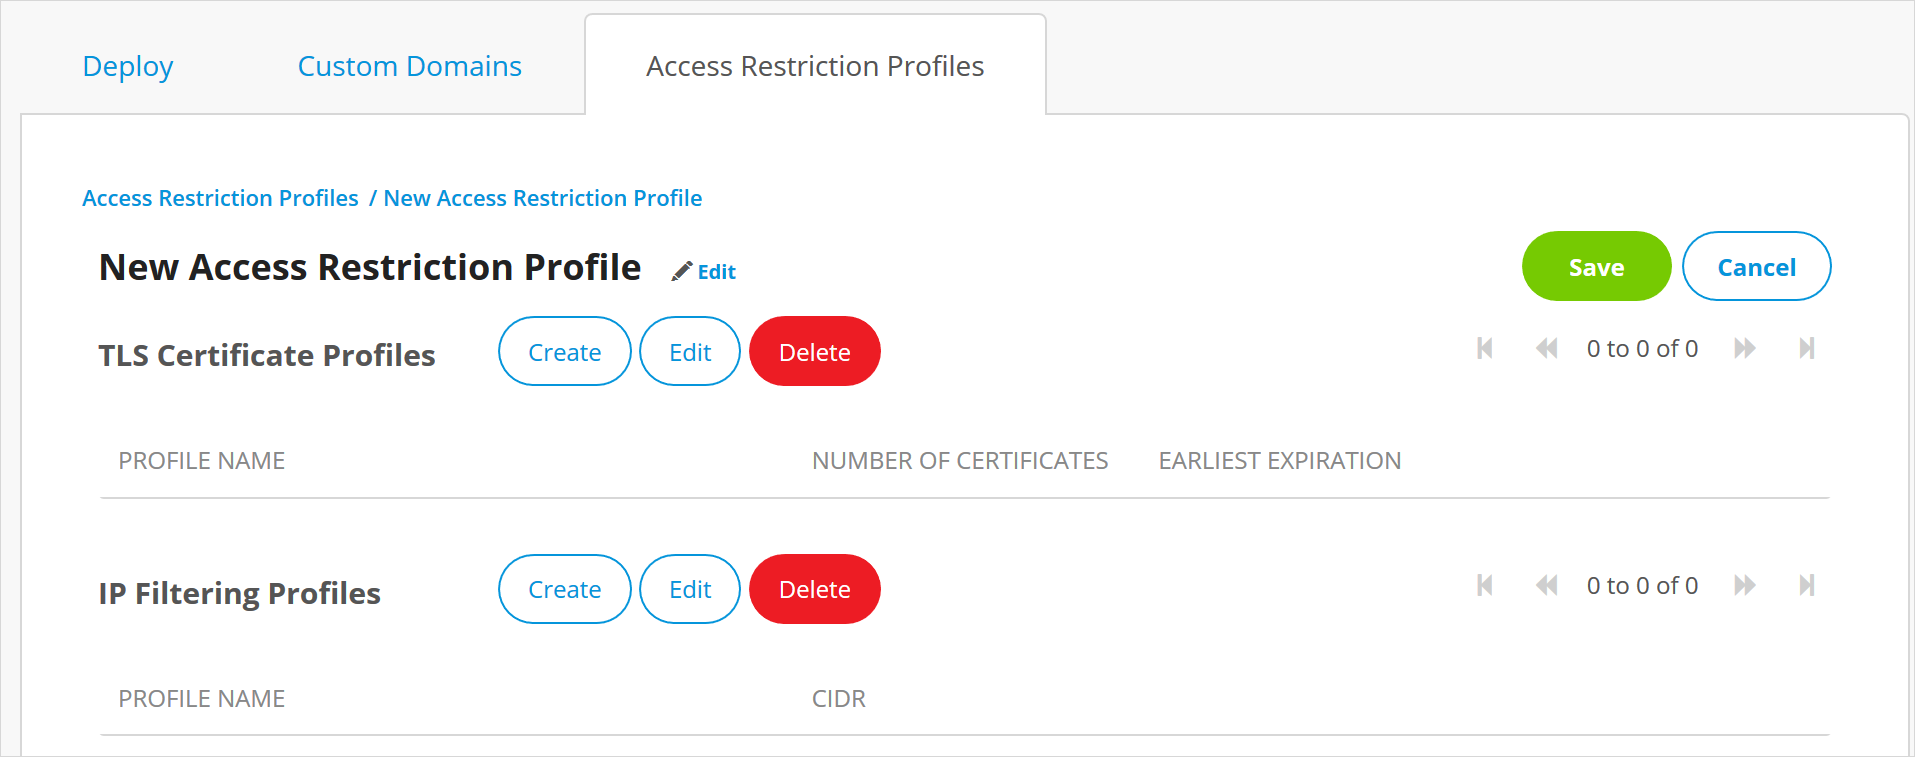 Deploy Custom Domains Access Restriction Profiles
Access Restriction Profiles / New Access Restriction Profile
New Access Restriction Profile Edit Save Cancel
TLS Certificate Profiles Create Edit Delete 0 to 0 of 0
PROFILE NAME NUMBER OF CERTIFICATES EARLIEST EXPIRATION
IP Filtering Profiles Create Edit Delete 0 to 0 of 0
PROFILE NAME CIDR